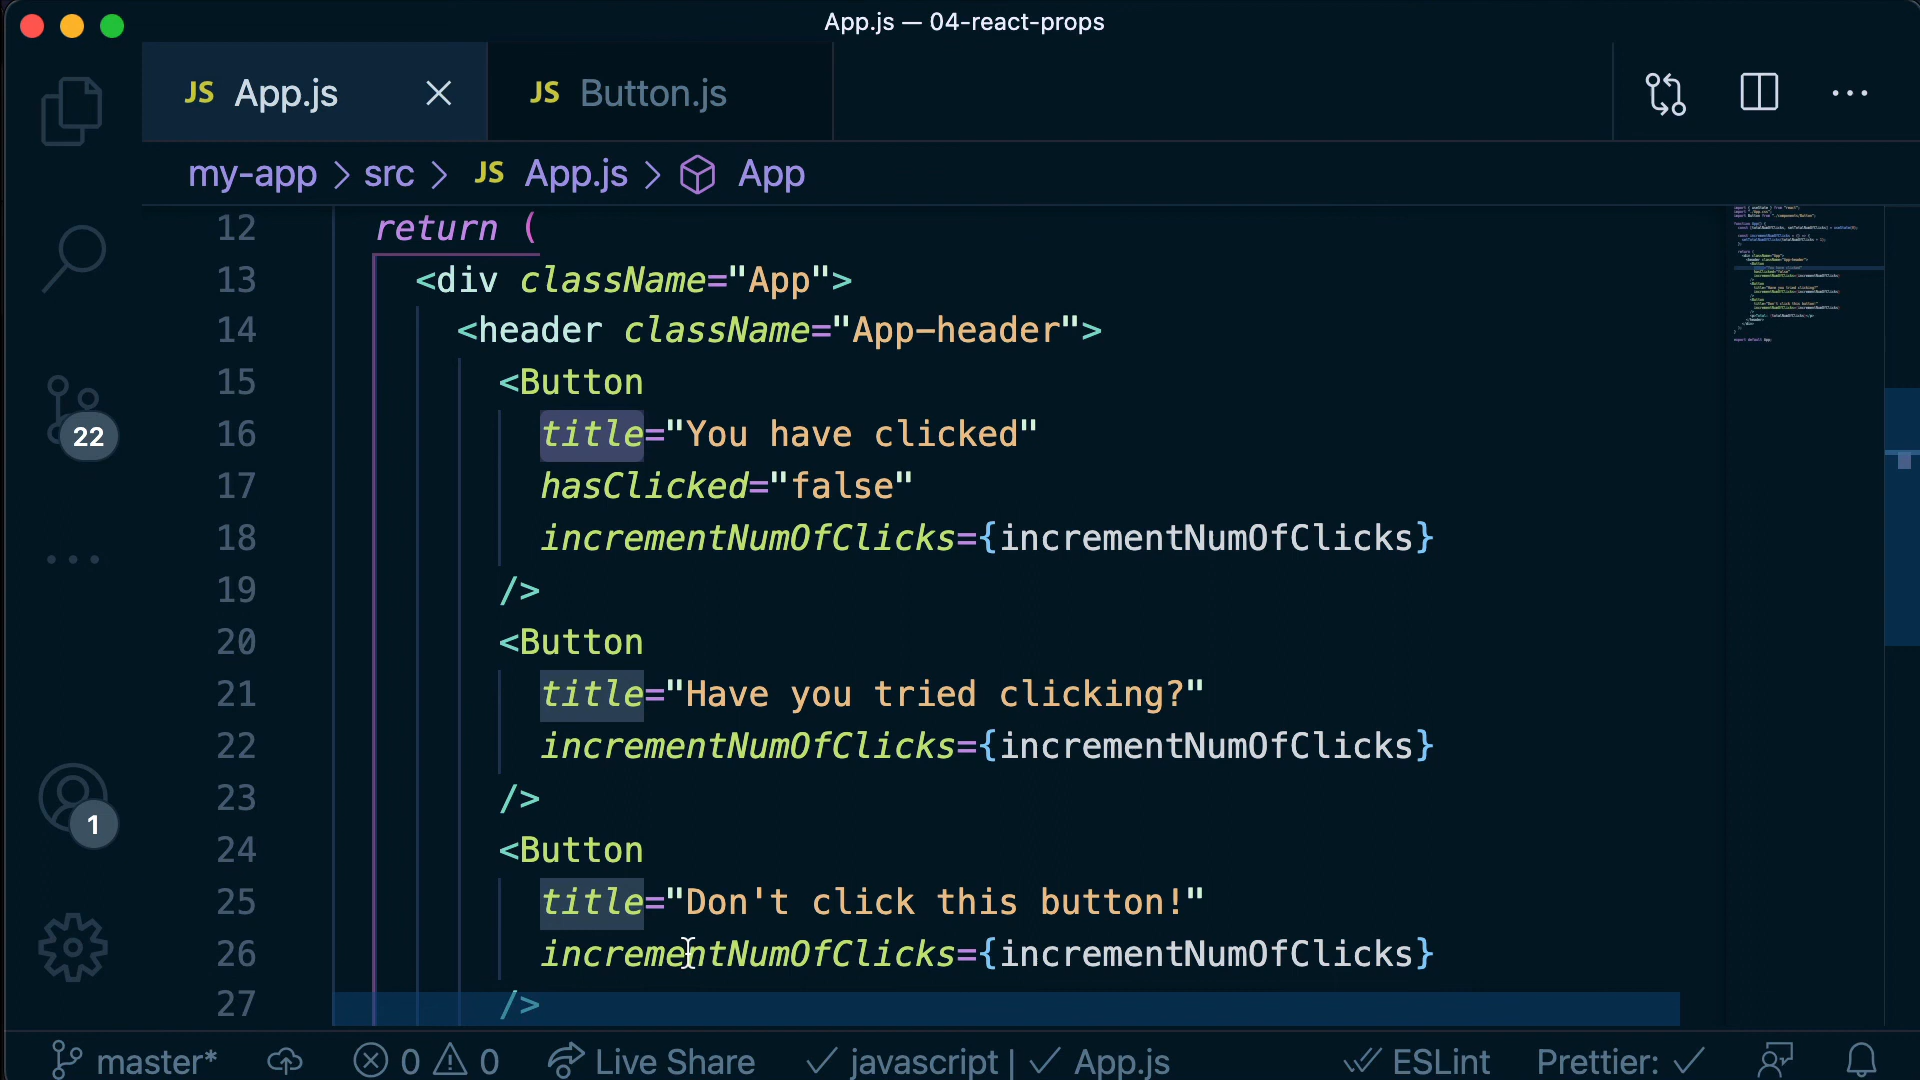 App.js — 04-react-props
JS App.js
JS Button.js
my-app > src > JS App.js > App
12 return (
13 <div className="App">
14 <header className="App-header">
15 <Button
16 title="You have clicked"
17 hasClicked="false"
18 incrementNumOfClicks={incrementNumOfClicks}
19 />
20 <Button
21 title="Have you tried clicking?"
22 incrementNumOfClicks={incrementNumOfClicks}
23 />
24 <Button
25 title="Don't click this button!"
26 incrementNumOfClicks={incrementNumOfClicks}
27 />
22
1
master* 0 0 Live Share ✓ javascript | ✓ App.js ESLint Prettier: ✓